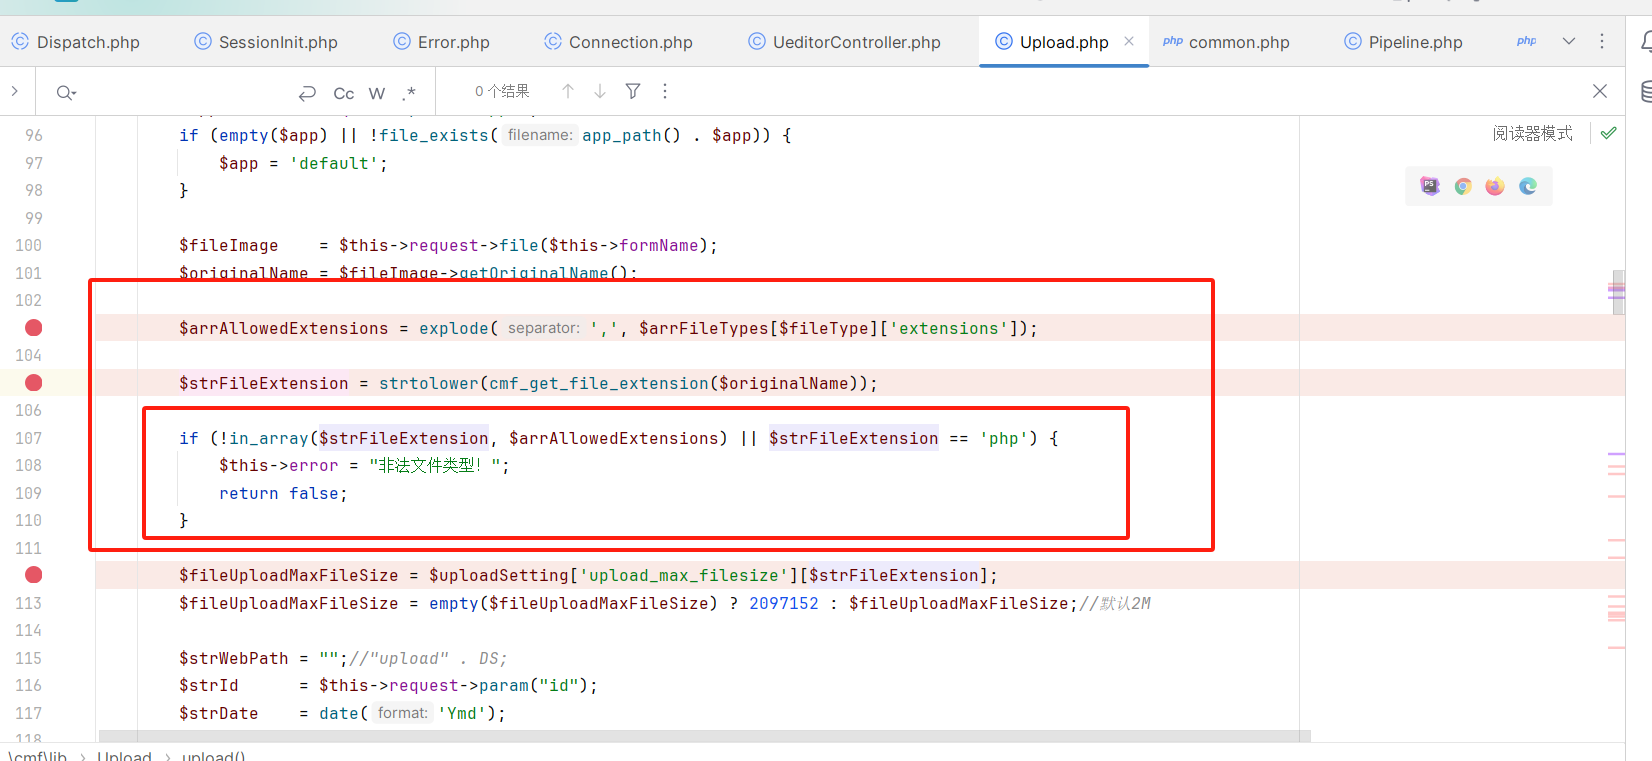 Dispatch.php SessionInit.php Error.php Connection.php UeditorController.php Upload.php × php common.php Pipeline.php php
Cc W .* 0 个结果
阅读器模式
96 if (empty($app) || !file_exists( filename: app_path() . $app)) {
97 $app = 'default';
98 }
99
100 $fileImage = $this->request->file($this->formName);
101 $originalName = $fileImage->getOriginalName();
102
$arrAllowedExtensions = explode( separator: ',', $arrFileTypes[$fileType]['extensions']);
104
$strFileExtension = strtolower(cmf_get_file_extension($originalName));
106
107 if (!in_array($strFileExtension, $arrAllowedExtensions) || $strFileExtension == 'php') {
108 $this->error = "非法文件类型！";
109 return false;
110 }
111
$fileUploadMaxFileSize = $uploadSetting['upload_max_filesize'][$strFileExtension];
113 $fileUploadMaxFileSize = empty($fileUploadMaxFileSize) ? 2097152 : $fileUploadMaxFileSize;//默认2M
114
115 $strWebPath = "";//"upload" . DS;
116 $strId = $this->request->param("id");
117 $strDate = date( format: 'Ymd');
118
\cmf\lib › Upload › upload()